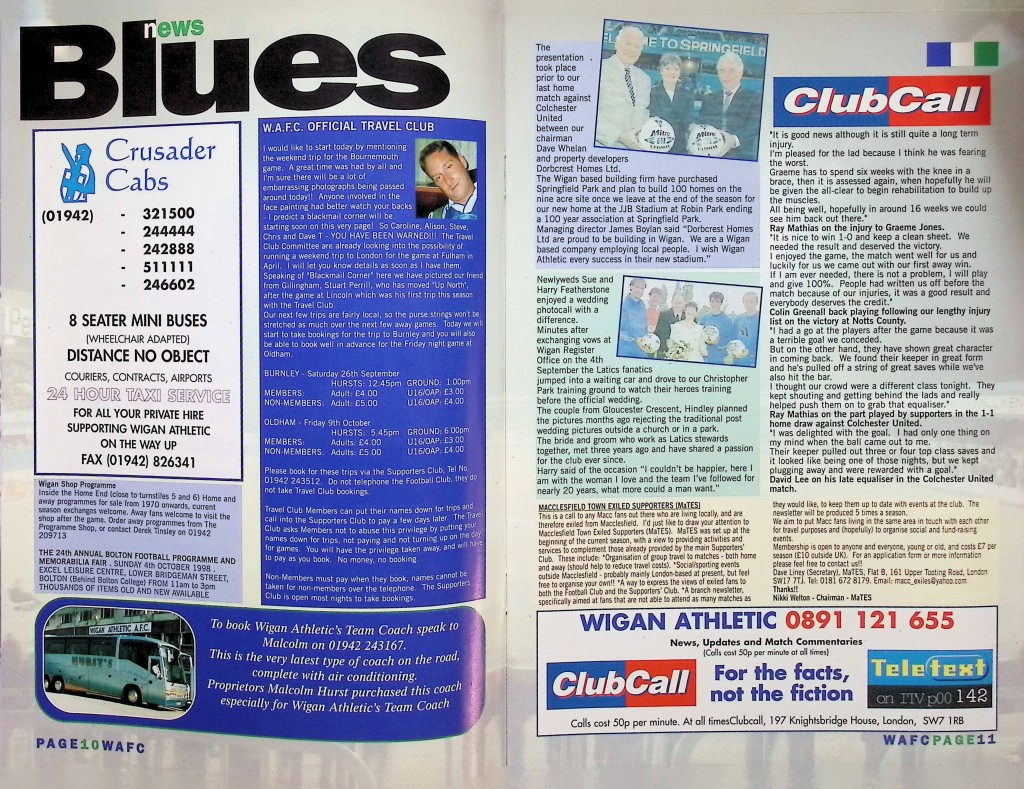 news
Blues
Crusader
Cabs
(01942) - 321500
- 244444
- 242888
- 511111
- 246602
8 SEATER MINI BUSES
(WHEELCHAIR ADAPTED)
DISTANCE NO OBJECT
COURIERS, CONTRACTS, AIRPORTS
24 HOUR TAXI SERVICE
FOR ALL YOUR PRIVATE HIRE
SUPPORTING WIGAN ATHLETIC
ON THE WAY UP
FAX (01942) 826341
Wigan Shop Programme
Inside the Home End (close to turnstiles 5 and 6) Home and
away programmes for sale from 1970 onwards, current
season exchanges welcome. Away fans welcome to visit the
shop after the game. Order away programmes from The
Programme Shop, or contact Derek Tinsley on 01942
209713
THE 24TH ANNUAL BOLTON FOOTBALL PROGRAMME AND
MEMORABILIA FAIR . SUNDAY 4TH OCTOBER 1998 .
EXCEL LEISURE CENTRE, LOWER BRIDGEMAN STREET,
BOLTON (Behind Bolton College) FROM 11am to 3pm
THOUSANDS OF ITEMS OLD AND NEW AVAILABLE
W.A.F.C. OFFICIAL TRAVEL CLUB
I would like to start today by mentioning
the weekend trip for the Bournemouth
game. A great time was had by all and
I'm sure there will be a lot of
embarrassing photographs being passed
around today!! Anyone involved in the
face painting had better watch your backs
- I predict a blackmail corner will be
starting soon on this very page! So Caroline, Alison, Steve,
Chris and Dave T - YOU HAVE BEEN WARNED!!! The Travel
Club Committee are already looking into the possibility of
running a weekend trip to London for the game at Fulham in
April. I will let you know details as soon as I have them.
Speaking of "Blackmail Corner" here we have pictured our friend
from Gillingham, Stuart Perrill, who has moved "Up North",
after the game at Lincoln which was his first trip this season
with the Travel Club.
Our next few trips are fairly local, so the purse strings won't be
stretched as much over the next few away games. Today we will
start to take bookings for the trip to Burnley and you will also
be able to book well in advance for the Friday night game at
Oldham.
BURNLEY - Saturday 26th September
HURSTS: 12.45pm GROUND: 1.00pm
MEMBERS: Adult: £4.00 U16/OAP: £3.00
NON-MEMBERS: Adult: £5.00 U16/OAP: £4.00
OLDHAM - Friday 9th October
HURSTS: 5.45pm GROUND: 6.00pm
MEMBERS: Adults: £4.00 U16/OAP: £3.00
NON-MEMBERS: Adults: £5.00 U16/OAP: £4.00
Please book for these trips via the Supporters Club, Tel No.
01942 243512. Do not telephone the Football Club, they do
not take Travel Club bookings.
Travel Club Members can put their names down for trips and
call into the Supporters Club to pay a few days later. The Travel
Club asks Members not to abuse this privilege by putting your
names down for trips, not paying and not turning up on the day
for games. You will have the privilege taken away, and will have
to pay as you book. No money, no booking.
Non-Members must pay when they book, names cannot be
taken for non-members over the telephone. The Supporters
Club is open most nights to take bookings.
WIGAN ATHLETIC A.F.C.
HURST'S
To book Wigan Athletic's Team Coach speak to
Malcolm on 01942 243167.
This is the very latest type of coach on the road,
complete with air conditioning.
Proprietors Malcolm Hurst purchased this coach
especially for Wigan Athletic's Team Coach
PAGE10WAFC
The
presentation
took place
prior to our
last home
match against
Colchester
United
between our
chairman
Dave Whelan
and property developers
Dorbcrest Homes Ltd.
The Wigan based building firm have purchased
Springfield Park and plan to build 100 homes on the
nine acre site once we leave at the end of the season for
our new home at the JJB Stadium at Robin Park ending
a 100 year association at Springfield Park.
Managing director James Boylan said "Dorbcrest Homes
Ltd are proud to be building in Wigan. We are a Wigan
based company employing local people. I wish Wigan
Athletic every success in their new stadium."
ELCOME TO SPRINGFIELD
Mitre
Mitre
Newlyweds Sue and
Harry Featherstone
enjoyed a wedding
photocall with a
difference.
Minutes after
exchanging vows at
Wigan Register
Office on the 4th
September the Latics fanatics
jumped into a waiting car and drove to our Christopher
Park training ground to watch their heroes training
before the official wedding.
The couple from Gloucester Crescent, Hindley planned
the pictures months ago rejecting the traditional post
wedding pictures outside a church or in a park.
The bride and groom who work as Latics stewards
together, met three years ago and have shared a passion
for the club ever since.
Harry said of the occasion "I couldn't be happier, here I
am with the woman I love and the team I've followed for
nearly 20 years, what more could a man want."
ClubCall
"It is good news although it is still quite a long term
injury.
I'm pleased for the lad because I think he was fearing
the worst.
Graeme has to spend six weeks with the knee in a
brace, then it is assessed again, when hopefully he will
be given the all-clear to begin rehabilitation to build up
the muscles.
All being well, hopefully in around 16 weeks we could
see him back out there."
Ray Mathias on the injury to Graeme Jones.
"It is nice to win 1-0 and keep a clean sheet. We
needed the result and deserved the victory.
I enjoyed the game, the match went well for us and
luckily for us we came out with our first away win.
If I am ever needed, there is not a problem, I will play
and give 100%. People had written us off before the
match because of our injuries, it was a good result and
everybody deserves the credit."
Colin Greenall back playing following our lengthy injury
list on the victory at Notts County.
"I had a go at the players after the game because it was
a terrible goal we conceded.
But on the other hand, they have shown great character
in coming back. We found their keeper in great form
and he's pulled off a string of great saves while we've
also hit the bar.
I thought our crowd were a different class tonight. They
kept shouting and getting behind the lads and really
helped push them on to grab that equaliser."
Ray Mathias on the part played by supporters in the 1-1
home draw against Colchester United.
"I was delighted with the goal. I had only one thing on
my mind when the ball came out to me.
Their keeper pulled out three or four top class saves and
it looked like being one of those nights, but we kept
plugging away and were rewarded with a goal."
David Lee on his late equaliser in the Colchester United
match.
MACCLESFIELD TOWN EXILED SUPPORTERS (MaTES)
This is a call to any Macc fans out there who are living locally, and are
therefore exiled from Macclesfield. I'd just like to draw your attention to
Macclesfield Town Exiled Supporters (MaTES). MaTES was set up at the
beginning of the current season, with a view to providing activities and
services to complement those already provided by the main Supporters'
Club. These include: *Organisation of group travel to matches - both home
and away (should help to reduce travel costs). *Social/sporting events
outside Macclesfield - probably mainly London-based at present, but feel
free to organise your own!! *A way to express the views of exiled fans to
both the Football Club and the Supporters' Club. *A branch newsletter,
specifically aimed at fans that are not able to attend as many matches as
they would like, to keep them up to date with events at the club. The
newsletter will be produced 5 times a season.
We aim to put Macc fans living in the same area in touch with each other
for travel purposes and (hopefully) to organise social and fund-raising
events.
Membership is open to anyone and everyone, young or old, and costs £7 per
season (£10 outside UK). For an application form or more information
please feel free to contact us!!
Dave Liney (Secretary), MaTES, Flat B, 161 Upper Tooting Road, London
SW17 7TJ. Tel: 0181 672 8179. Email: macc_exiles@yahoo.com
Thanks!!
Nikki Welton - Chairman - MaTES
WIGAN ATHLETIC 0891 121 655
News, Updates and Match Commentaries
(Calls cost 50p per minute at all times)
ClubCall
For the facts,
not the fiction
Teletext
on ITV p00 142
Calls cost 50p per minute. At all timesClubcall, 197 Knightsbridge House, London, SW7 1RB
WAFCPAGE11